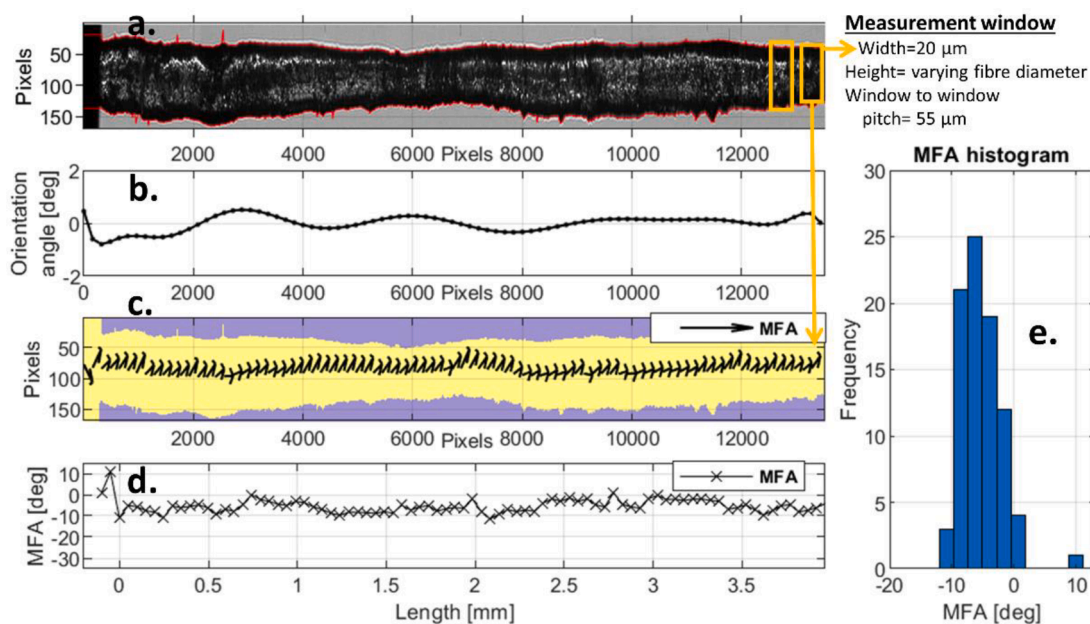 a.
Pixels
50
100
150
2000
4000
6000 Pixels 8000
10000
12000
Measurement window
Width=20 µm
Height= varying fibre diameter
Window to window
pitch= 55 µm
b.
Orientation
angle [deg]
2
0
-2
0
2000
4000
6000 Pixels 8000
10000
12000
c.
MFA
Pixels
50
100
150
2000
4000
6000 Pixels 8000
10000
12000
d.
MFA
MFA [deg]
10
0
-10
-20
-30
0
0.5
1
1.5
2
2.5
3
3.5
Length [mm]
MFA histogram
e.
Frequency
30
25
20
15
10
5
0
-20
-10
0
10
MFA [deg]